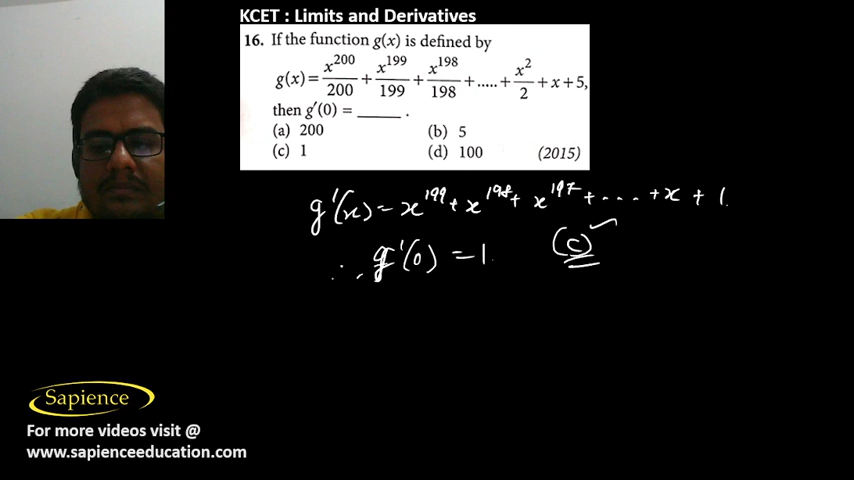 KCET : Limits and Derivatives
16. If the function g(x) is defined by
g(x)= x^200/200 + x^199/199 + x^198/198 + ..... + x^2/2 + x + 5,
then g′(0) = _____ .
(a) 200 (b) 5
(c) 1 (d) 100 (2015)
g'(x) = x^199 + x^198 + x^197 + .... + x + 1.
∴ g'(0) = 1. (c) ✓
Sapience
For more videos visit @
www.sapienceeducation.com